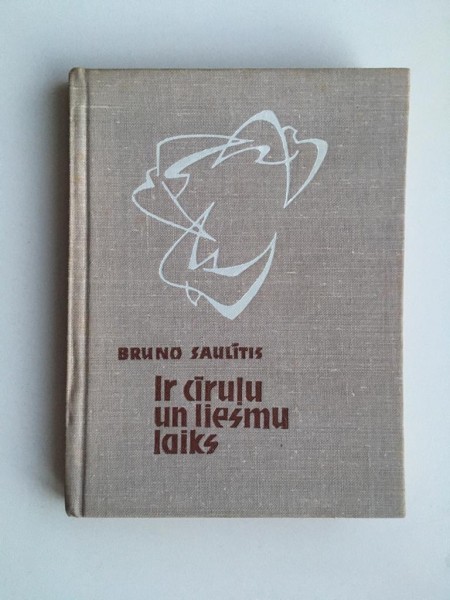 BRUNO SAULĪTIS
Ir cīruļu
un liesmu
laiks